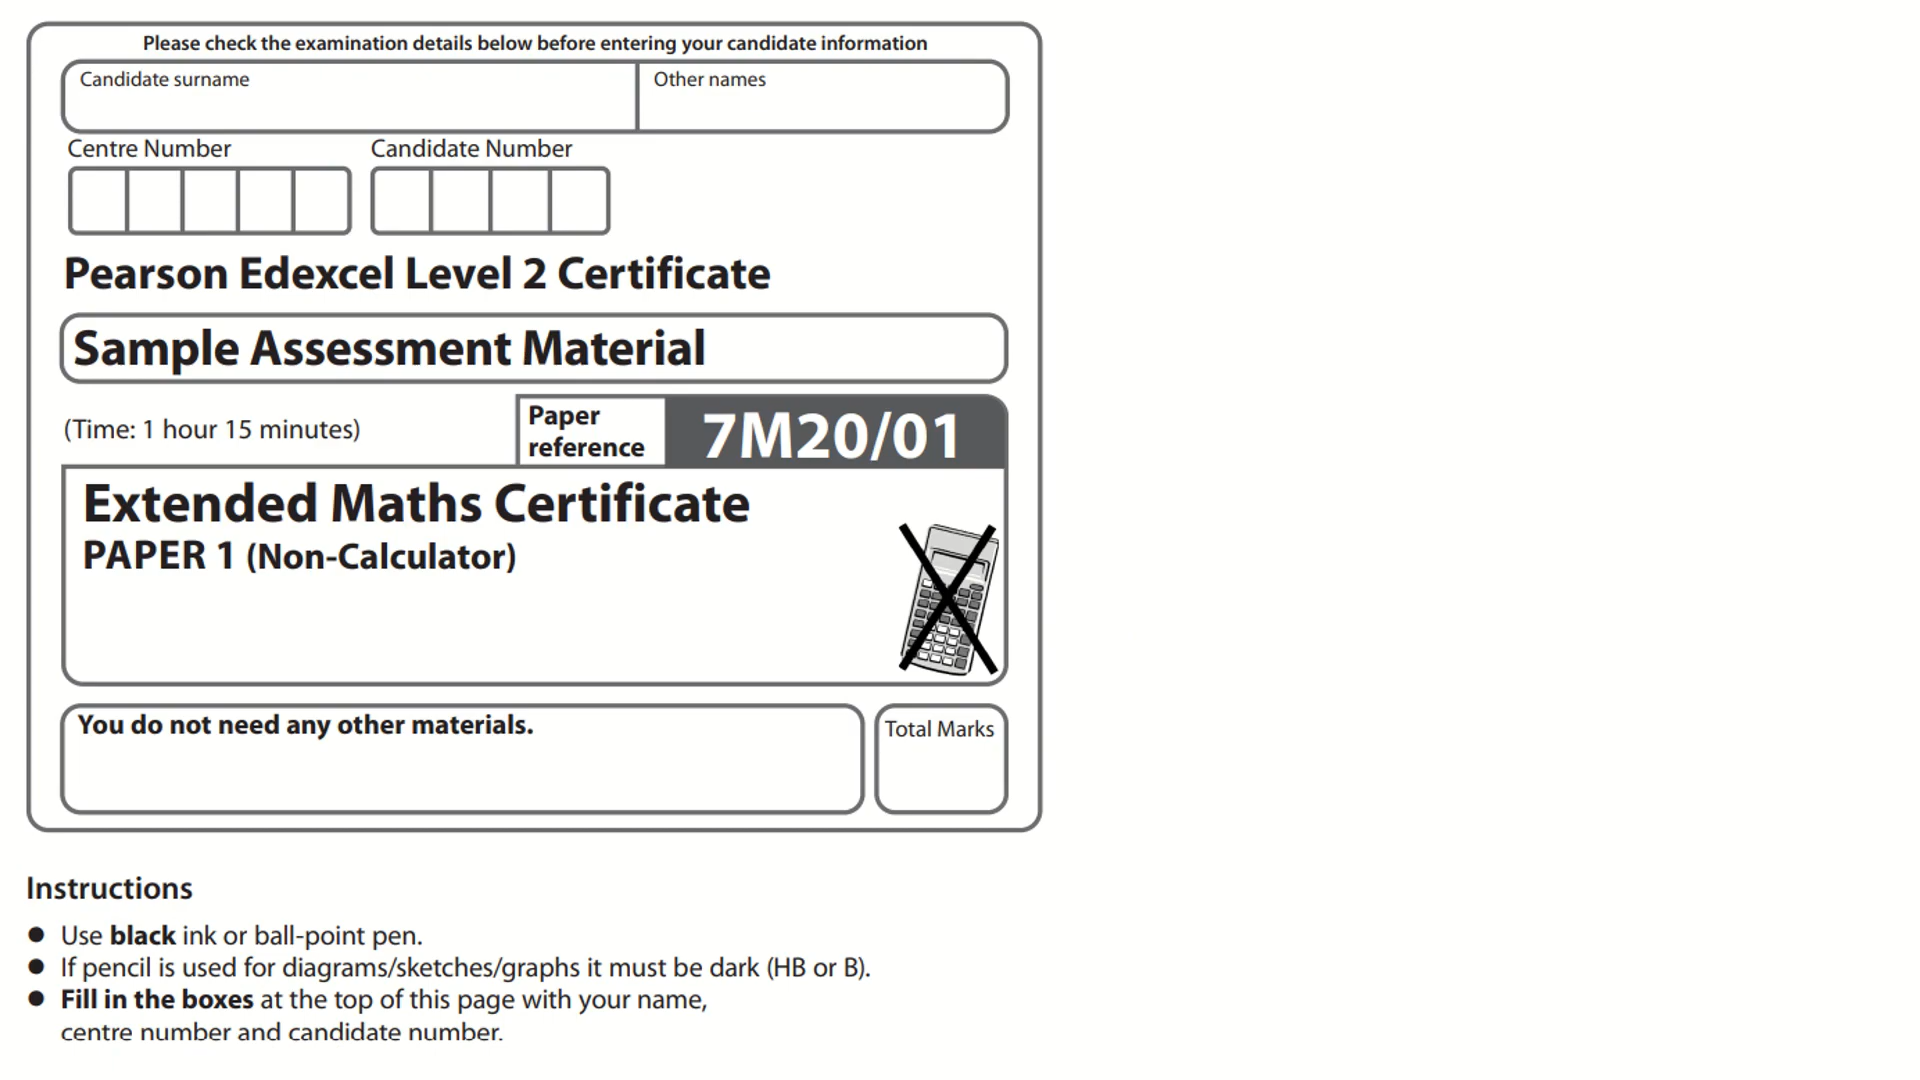 Please check the examination details below before entering your candidate information
Candidate surname
Other names
Centre Number
Candidate Number
Pearson Edexcel Level 2 Certificate
Sample Assessment Material
(Time: 1 hour 15 minutes)
Paper
reference
7M20/01
Extended Maths Certificate
PAPER 1 (Non-Calculator)
You do not need any other materials.
Total Marks
Instructions
● Use black ink or ball-point pen.
● If pencil is used for diagrams/sketches/graphs it must be dark (HB or B).
● Fill in the boxes at the top of this page with your name,
centre number and candidate number.